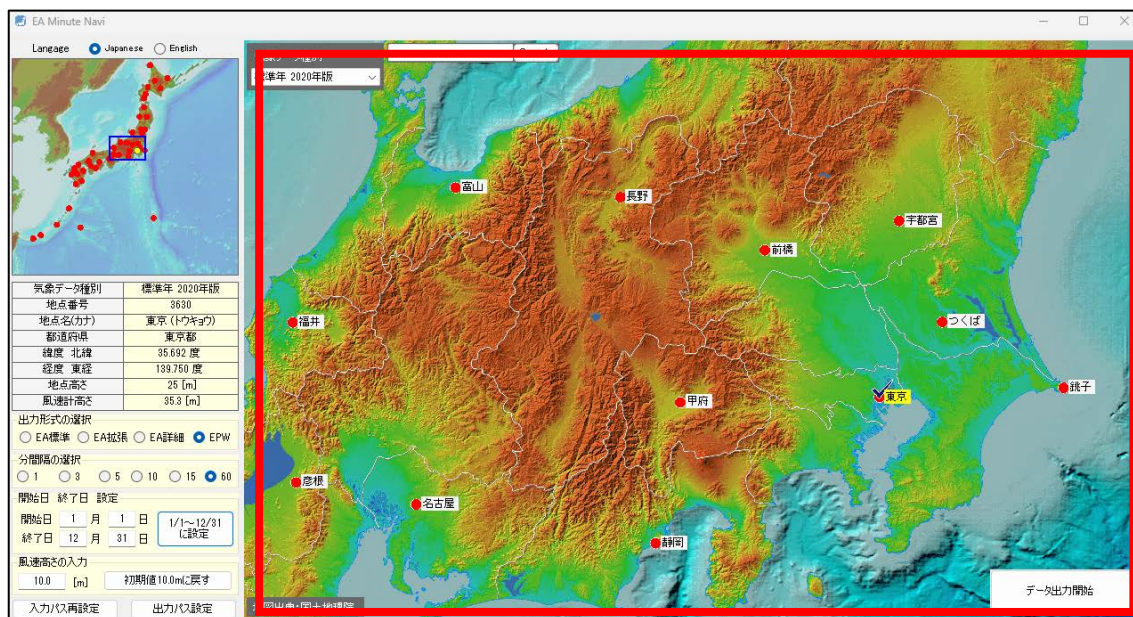 EA Minute Navi
Langage Japanese English
標準年 2020年版
気象データ種別 標準年 2020年版
地点番号 3630
地点名(カナ) 東京 (トウキョウ)
都道府県 東京都
緯度 北緯 35.692 度
経度 東経 139.750 度
地点高さ 25 [m]
風速計高さ 35.3 [m]
出力形式の選択
EA標準 EA拡張 EA詳細 EPW
分間隔の選択
1 3 5 10 15 60
開始日 終了日 設定
開始日 1 月 1 日
終了日 12 月 31 日
1/1~12/31
に設定
風速高さの入力
10.0 [m] 初期値10.0mに戻す
入力パス再設定 出力パス設定
富山
長野
宇都宮
前橋
福井
つくば
銚子
東京
甲府
彦根
名古屋
静岡
データ出力開始